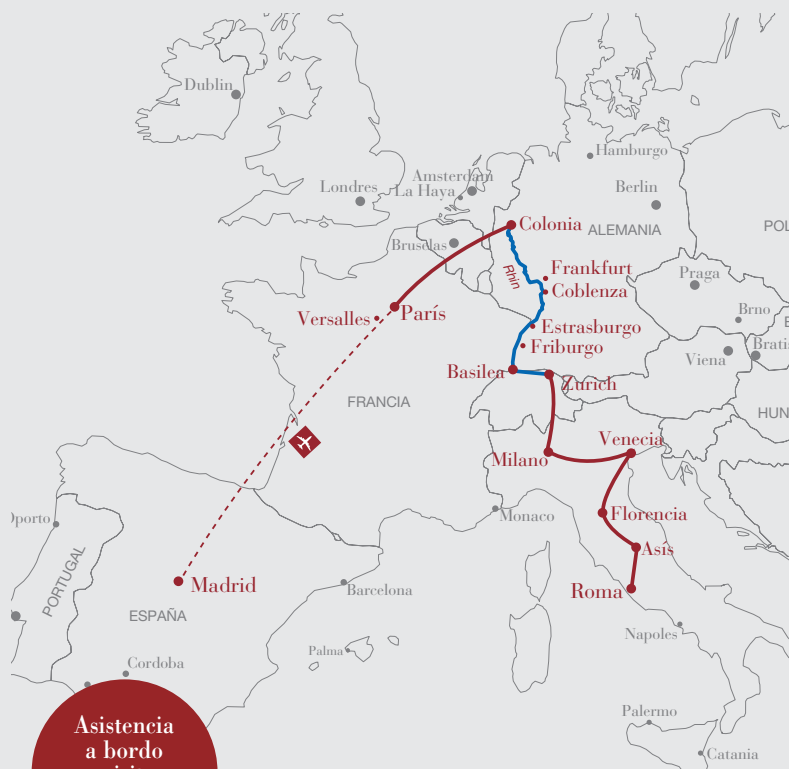 Dublin
Hamburgo
Amsterdam
Londres
La Haya
Berlin
Colonia
ALEMANIA
POL
Bruselas
Rhin
Frankfurt
Praga
Coblenza
Versalles
París
Brno
Estrasburgo
Friburgo
Viena
Bratis
Basilea
Zurich
FRANCIA
HUN
Venecia
Milano
Monaco
Florencia
oporto
Asís
PORTUGAL
Madrid
Barcelona
Roma
ESPAÑA
Napoles
Palma
Cordoba
Asistencia
a bordo
Palermo
Catania